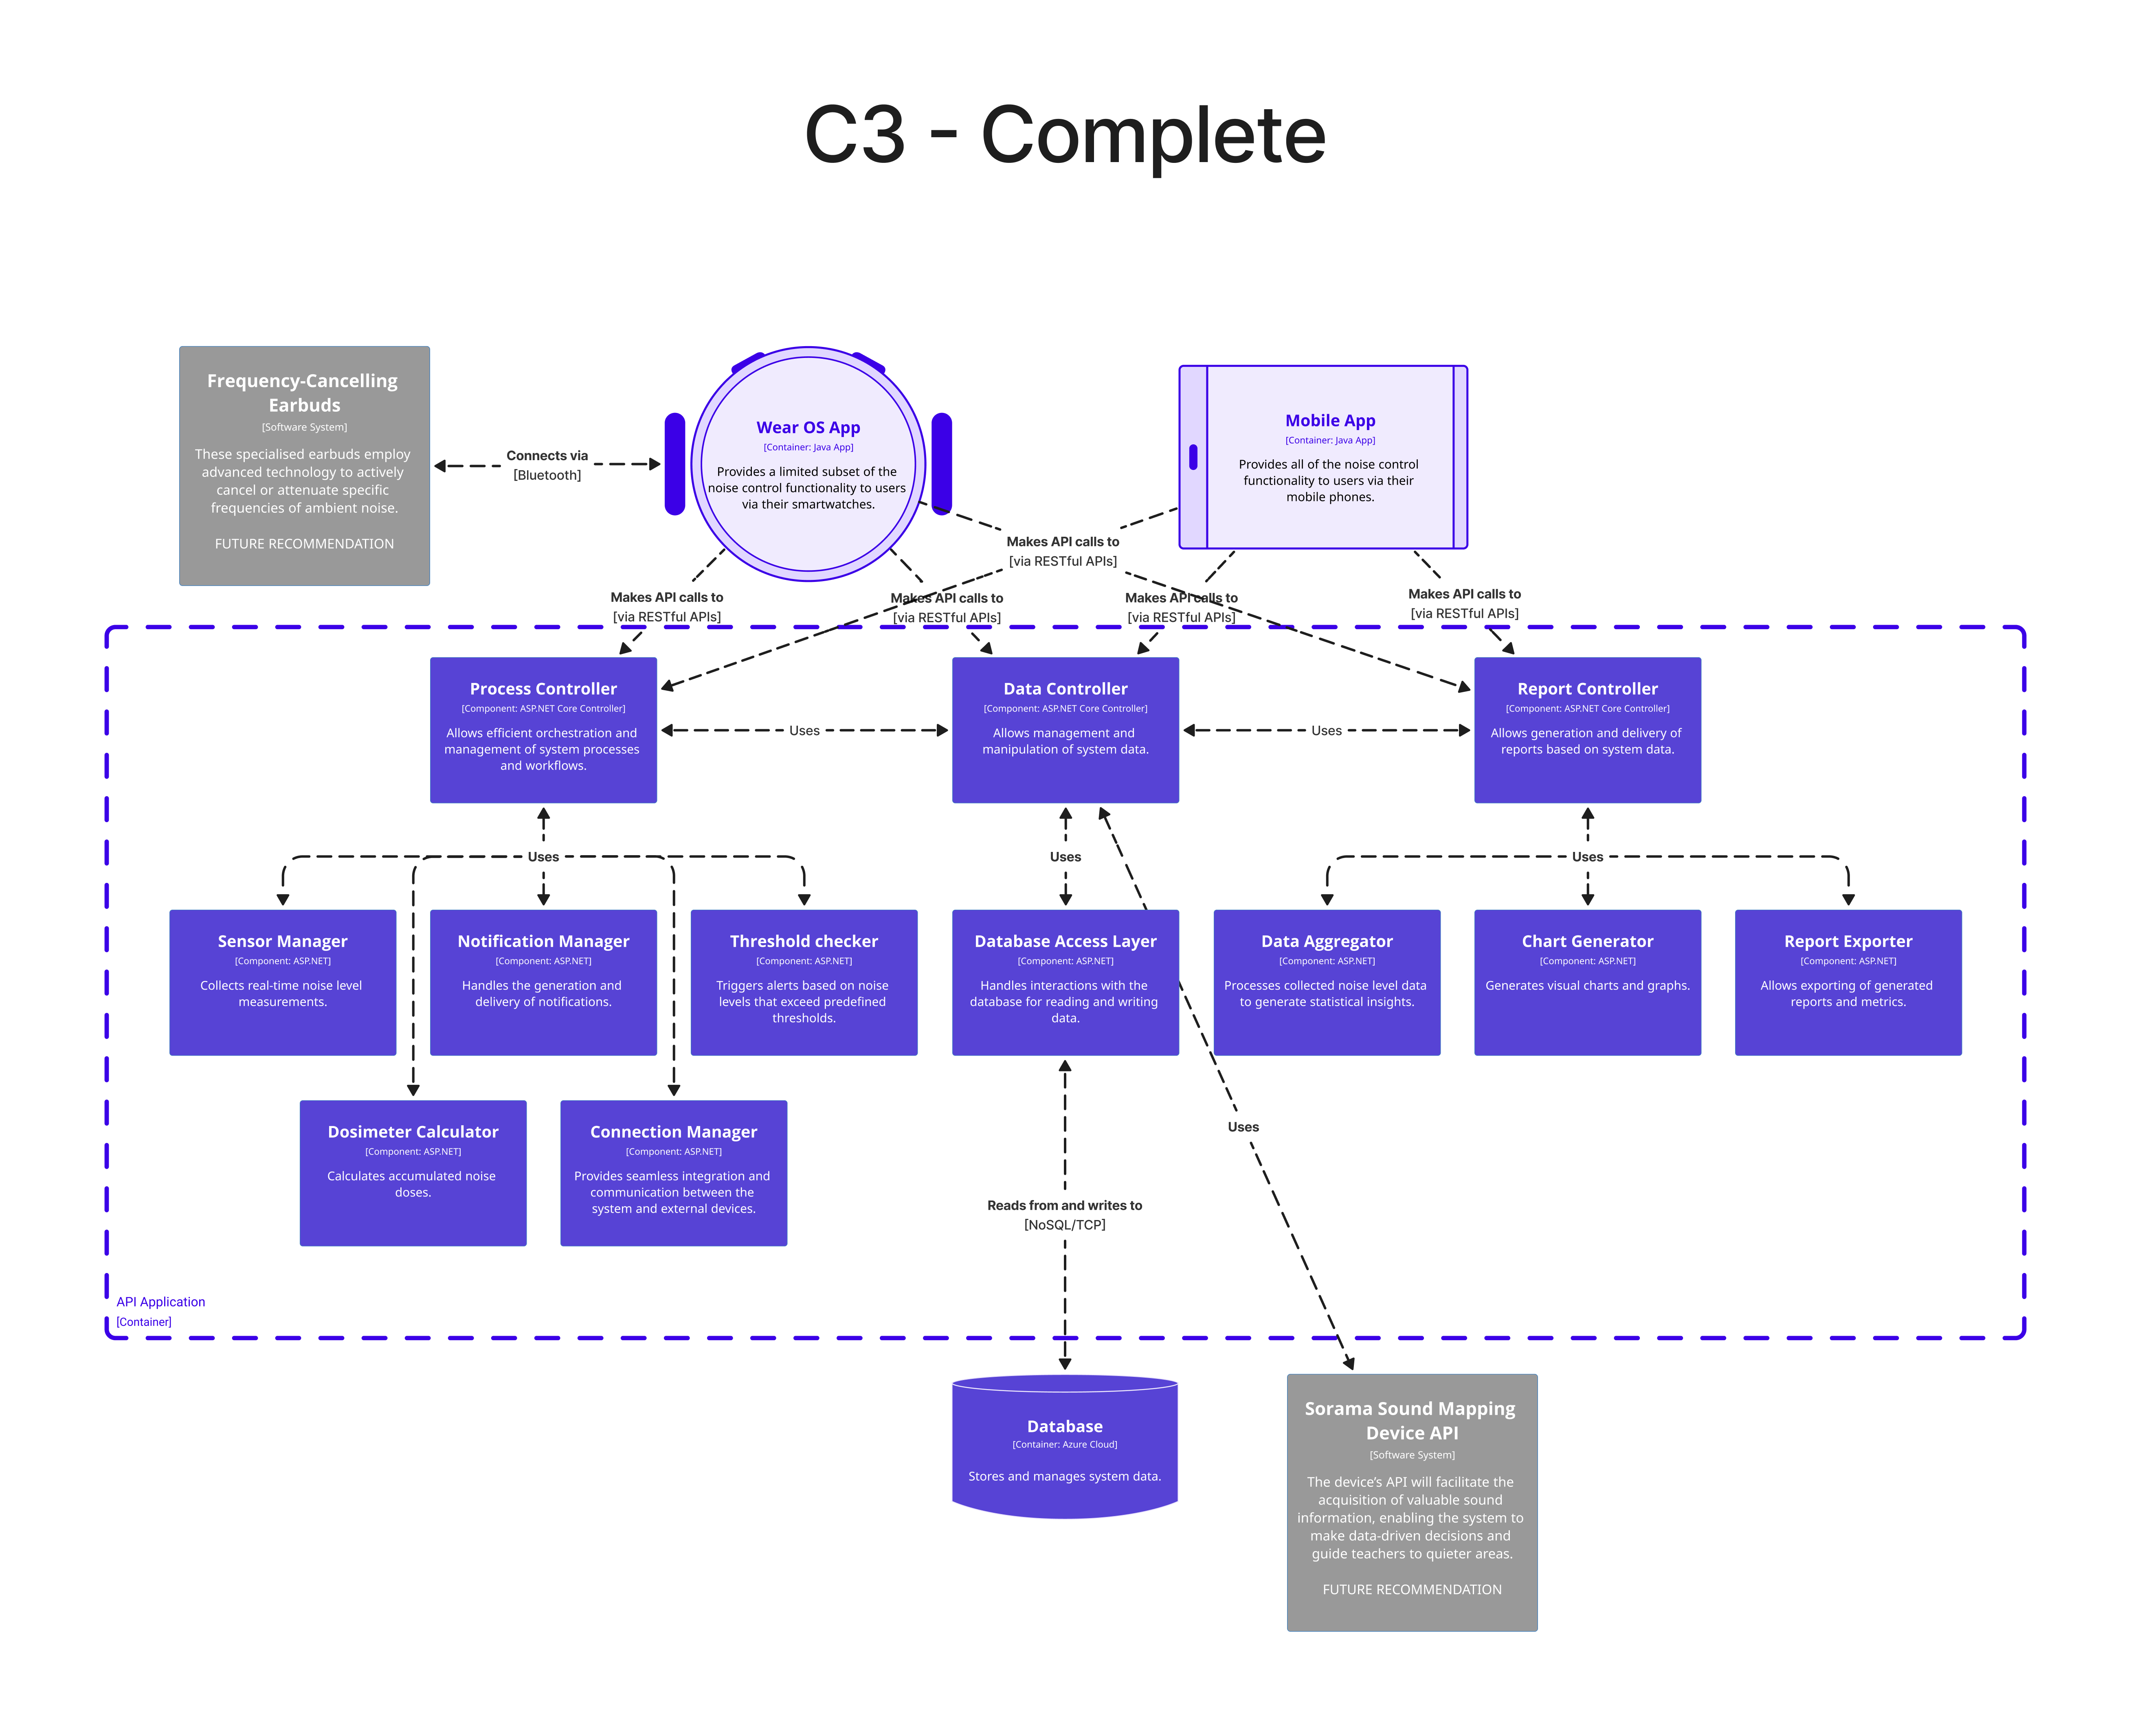 C3 - Complete
Frequency-Cancelling
Earbuds
[Software System]
These specialised earbuds employ
advanced technology to actively
cancel or attenuate specific
frequencies of ambient noise.
FUTURE RECOMMENDATION
Connects via
[Bluetooth]
Wear OS App
[Container: Java App]
Provides a limited subset of the
noise control functionality to users
via their smartwatches.
Mobile App
[Container: Java App]
Provides all of the noise control
functionality to users via their
mobile phones.
Makes API calls to
[via RESTful APIs]
Makes API calls to
[via RESTful APIs]
Makes API calls to
[via RESTful APIs]
Makes API calls to
[via RESTful APIs]
Makes API calls to
[via RESTful APIs]
Process Controller
[Component: ASP.NET Core Controller]
Allows efficient orchestration and
management of system processes
and workflows.
Uses
Data Controller
[Component: ASP.NET Core Controller]
Allows management and
manipulation of system data.
Uses
Report Controller
[Component: ASP.NET Core Controller]
Allows generation and delivery of
reports based on system data.
Uses
Uses
Uses
Sensor Manager
[Component: ASP.NET]
Collects real-time noise level
measurements.
Notification Manager
[Component: ASP.NET]
Handles the generation and
delivery of notifications.
Threshold checker
[Component: ASP.NET]
Triggers alerts based on noise
levels that exceed predefined
thresholds.
Database Access Layer
[Component: ASP.NET]
Handles interactions with the
database for reading and writing
data.
Data Aggregator
[Component: ASP.NET]
Processes collected noise level data
to generate statistical insights.
Chart Generator
[Component: ASP.NET]
Generates visual charts and graphs.
Report Exporter
[Component: ASP.NET]
Allows exporting of generated
reports and metrics.
Dosimeter Calculator
[Component: ASP.NET]
Calculates accumulated noise
doses.
Connection Manager
[Component: ASP.NET]
Provides seamless integration and
communication between the
system and external devices.
Uses
Reads from and writes to
[NoSQL/TCP]
API Application
[Container]
Database
[Container: Azure Cloud]
Stores and manages system data.
Sorama Sound Mapping
Device API
[Software System]
The device’s API will facilitate the
acquisition of valuable sound
information, enabling the system to
make data-driven decisions and
guide teachers to quieter areas.
FUTURE RECOMMENDATION